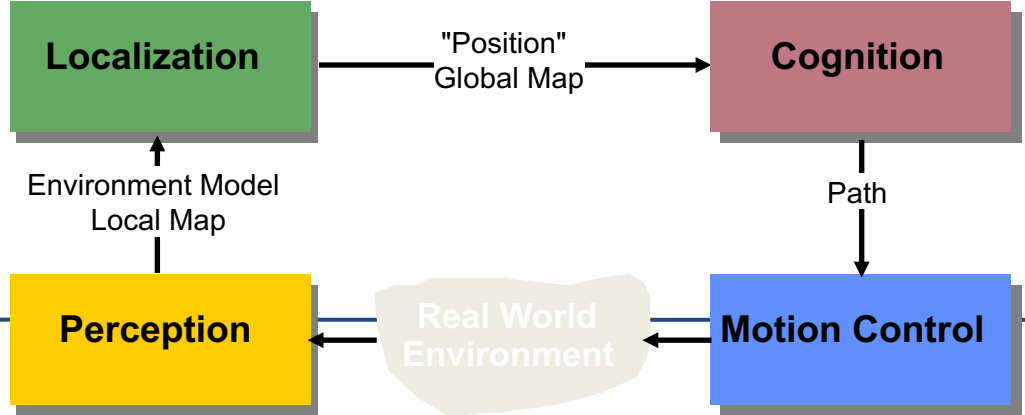 Localization
"Position"
Global Map
Cognition
Environment Model
Local Map
Path
Perception
Real World
Environment
Motion Control